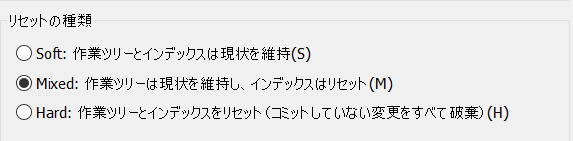 リセットの種類
Soft: 作業ツリーとインデックスは現状を維持(S)
Mixed: 作業ツリーは現状を維持し、インデックスはリセット(M)
Hard: 作業ツリーとインデックスをリセット(コミットしていない変更をすべて破棄)(H)